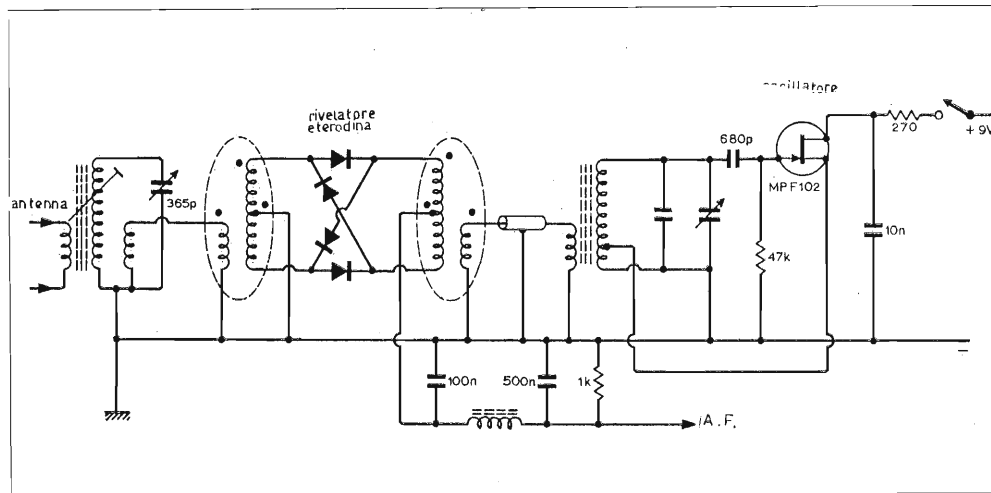 oscillatore
rivelatore
eterodina
680p
270
+ 9V
MPF102
antenna
365p
10n
47k
100n
500n
1k
A.F.